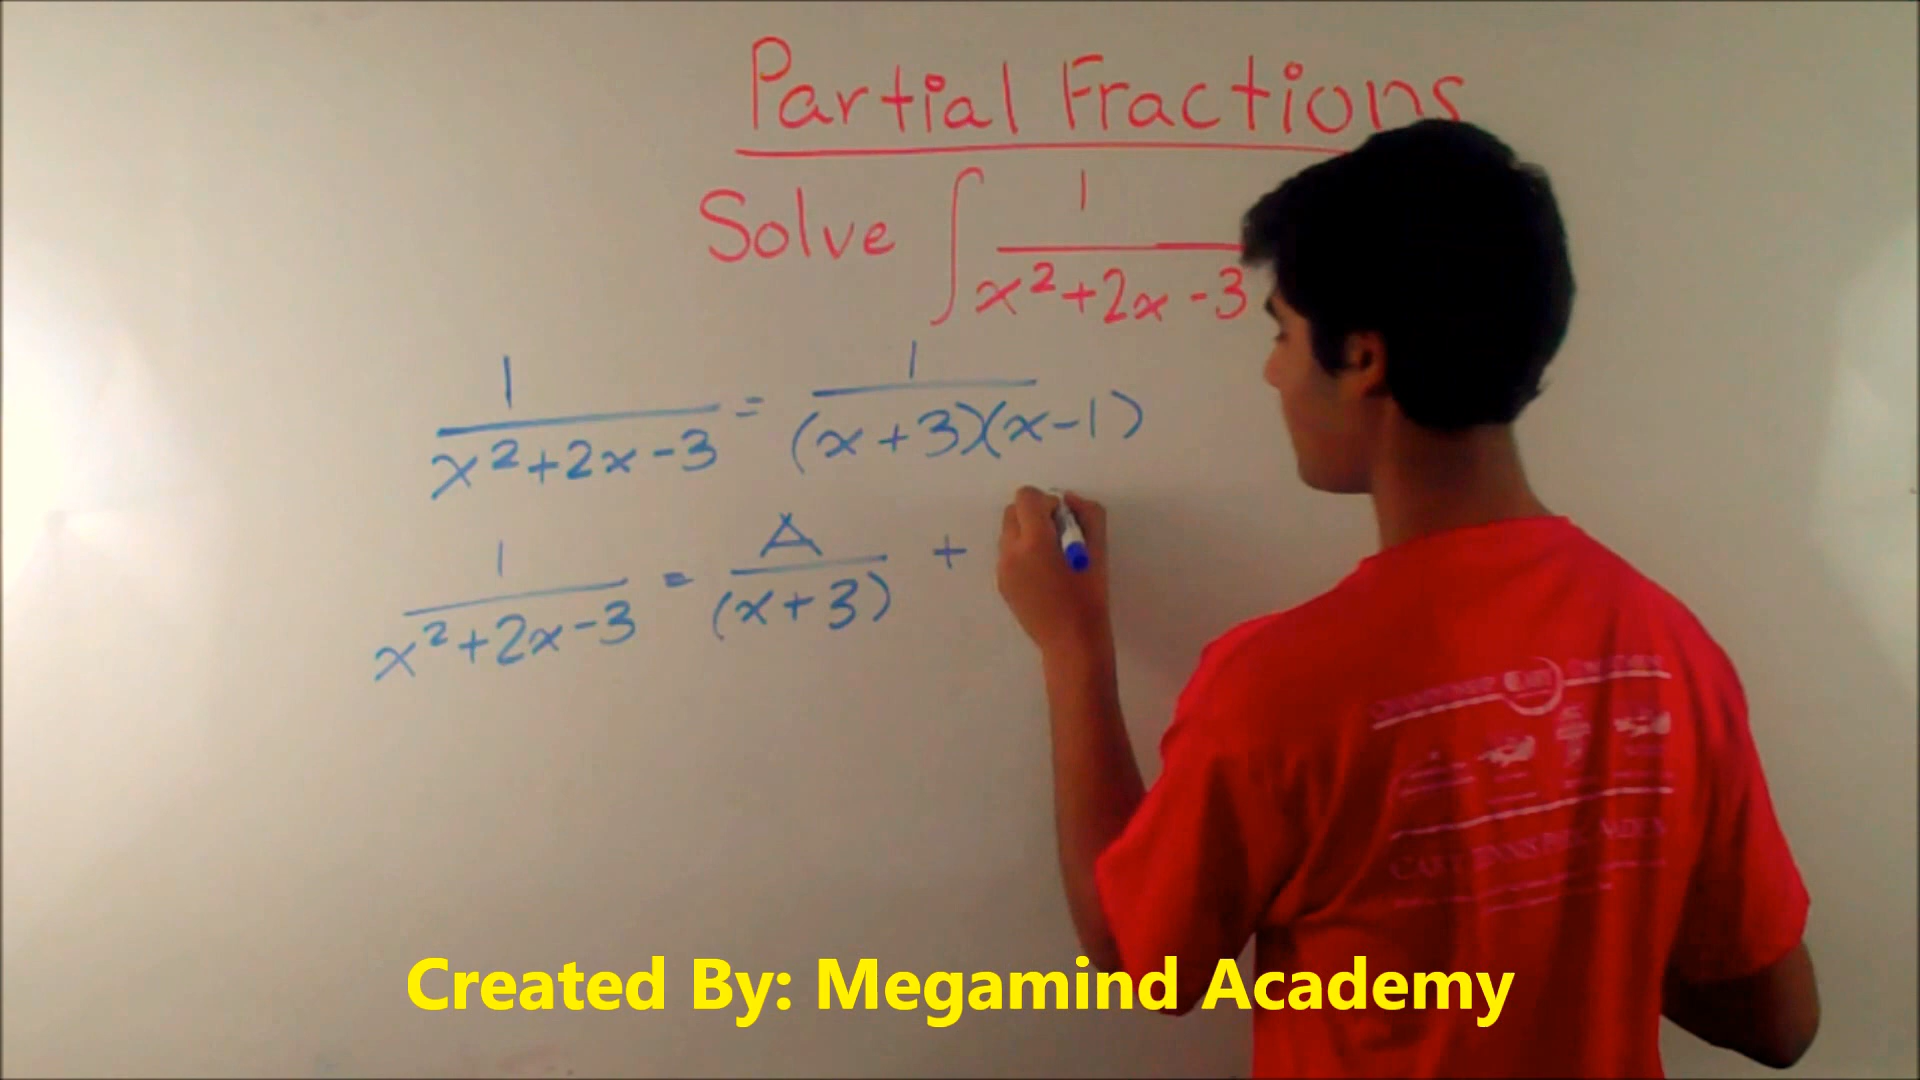 Partial Fractions
Solve ∫ 1/(x²+2x-3)
1/(x²+2x-3) = 1/((x+3)(x-1))
1/(x²+2x-3) = A/(x+3) +
Created By: Megamind Academy